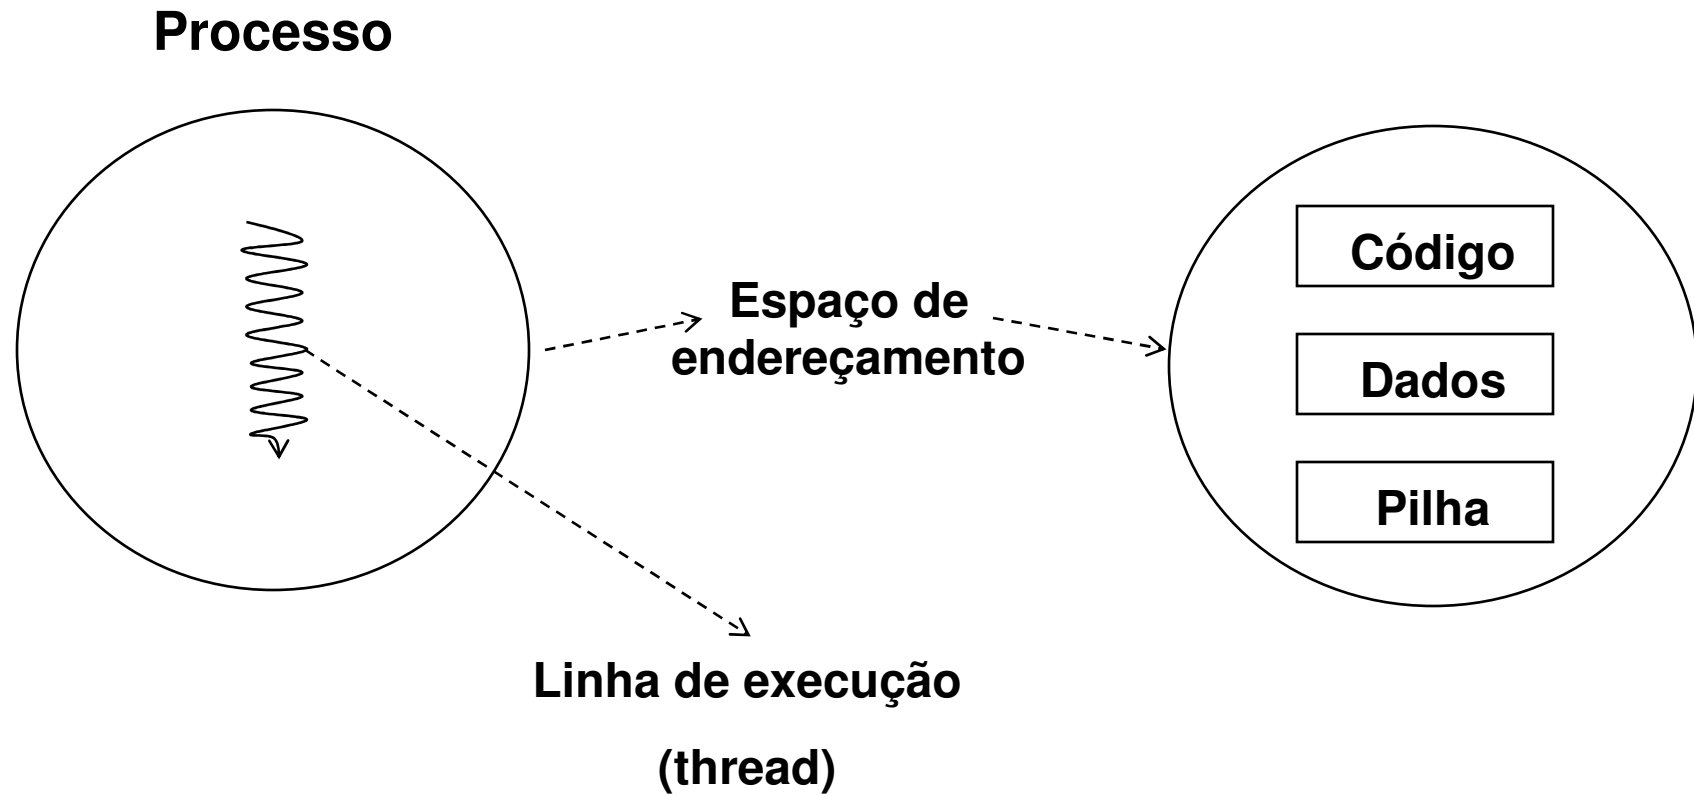 Processo
Espaço de
endereçamento
Código
Dados
Pilha
Linha de execução
(thread)